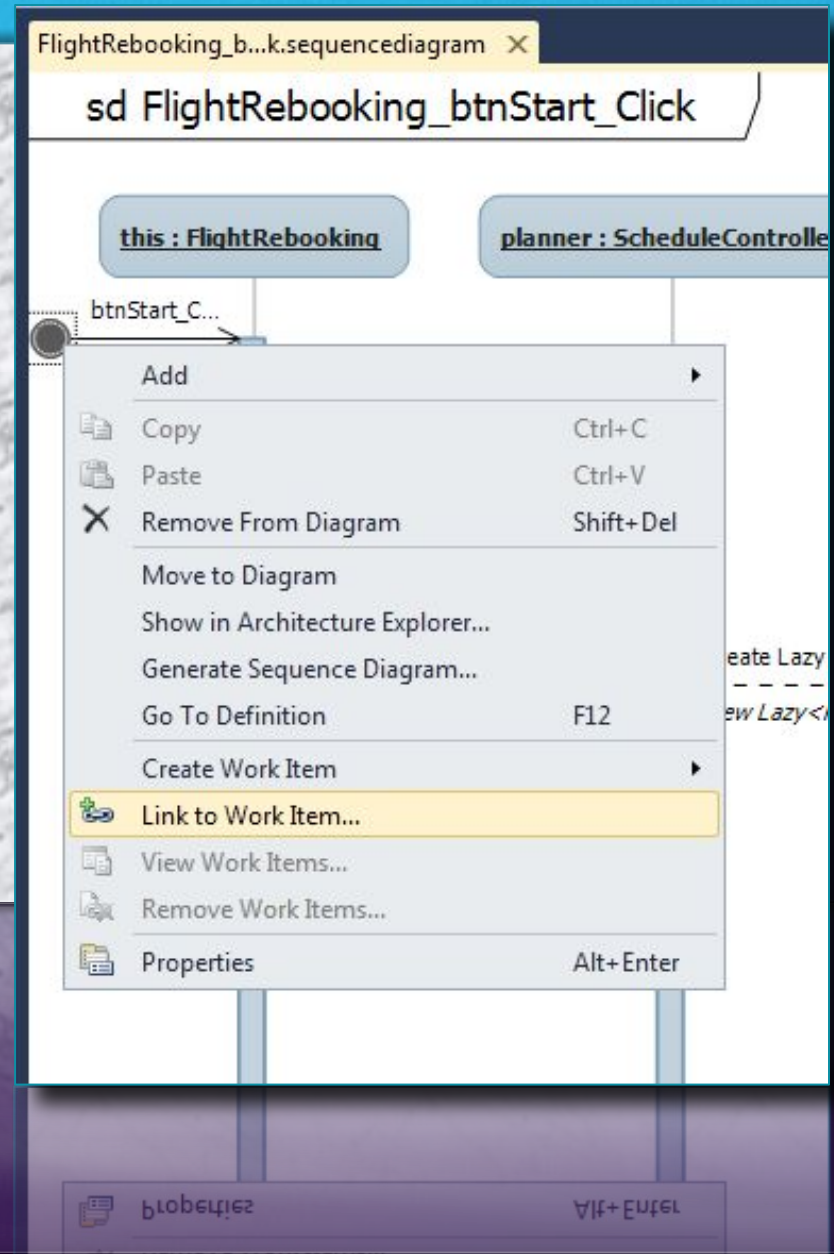 FlightRebooking_b...k.sequencediagram
sd FlightRebooking_btnStart_Click
this : FlightRebooking planner : ScheduleControlle
btnStart_C...
Add
Copy Ctrl+C
Paste Ctrl+V
Remove From Diagram Shift+Del
Move to Diagram
Show in Architecture Explorer...
eate Lazy
Generate Sequence Diagram...
Go To Definition F12
ew Lazy<
Create Work Item
Link to Work Item...
View Work Items...
Remove Work Items...
Properties Alt+Enter
Properties Alt+Enter